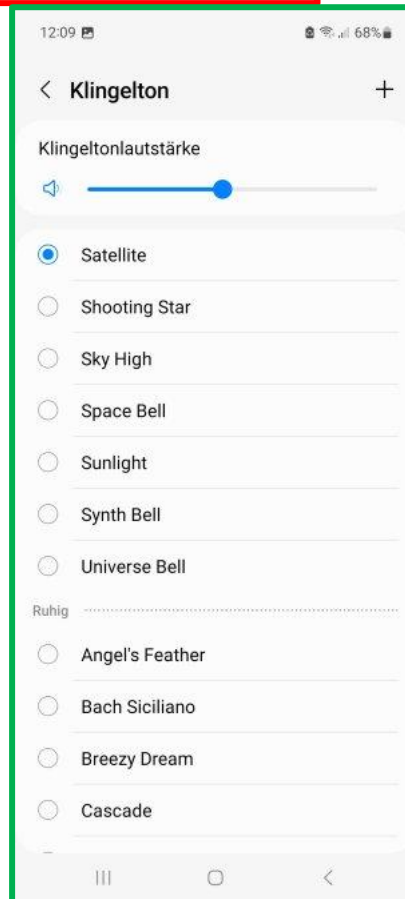 12:09 68%
Klingelton
Klingeltonlautstärke
Satellite
Shooting Star
Sky High
Space Bell
Sunlight
Synth Bell
Universe Bell
Ruhig
Angel's Feather
Bach Siciliano
Breezy Dream
Cascade